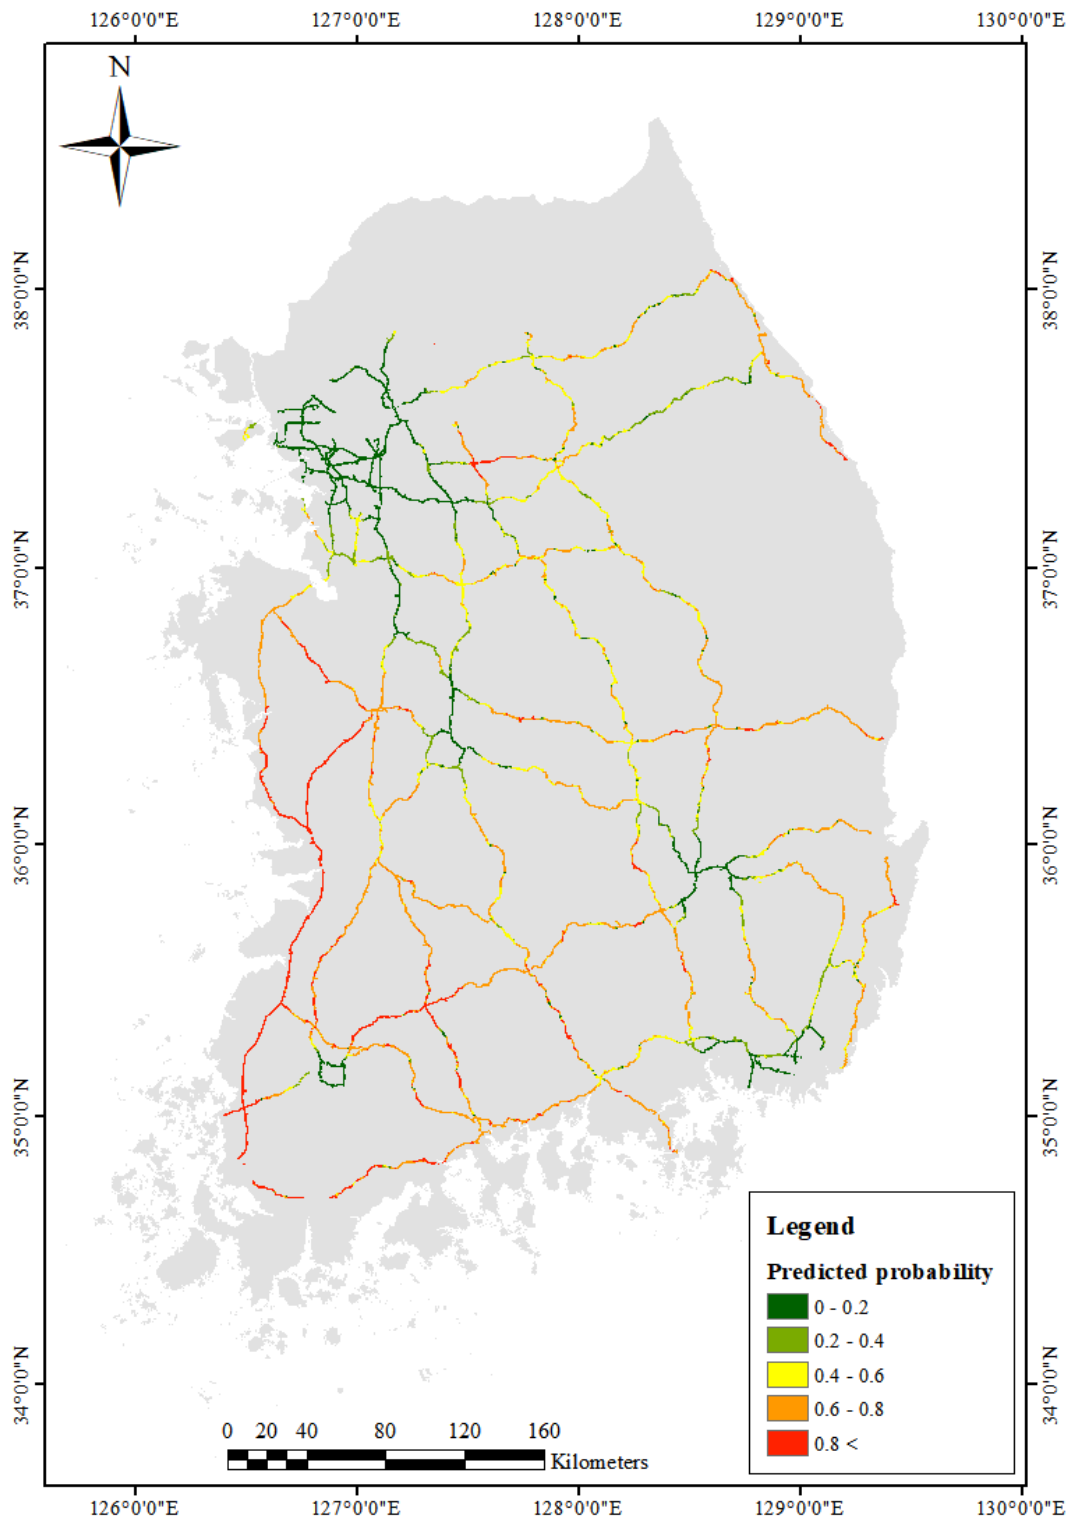 126°0'0"E 127°0'0"E 128°0'0"E 129°0'0"E 130°0'0"E
N
38°0'0"N 38°0'0"N
37°0'0"N 37°0'0"N
36°0'0"N 36°0'0"N
35°0'0"N 35°0'0"N
34°0'0"N 34°0'0"N
Legend
Predicted probability
0 - 0.2
0.2 - 0.4
0.4 - 0.6
0.6 - 0.8
0.8 <
0 20 40 80 120 160
Kilometers
126°0'0"E 127°0'0"E 128°0'0"E 129°0'0"E 130°0'0"E